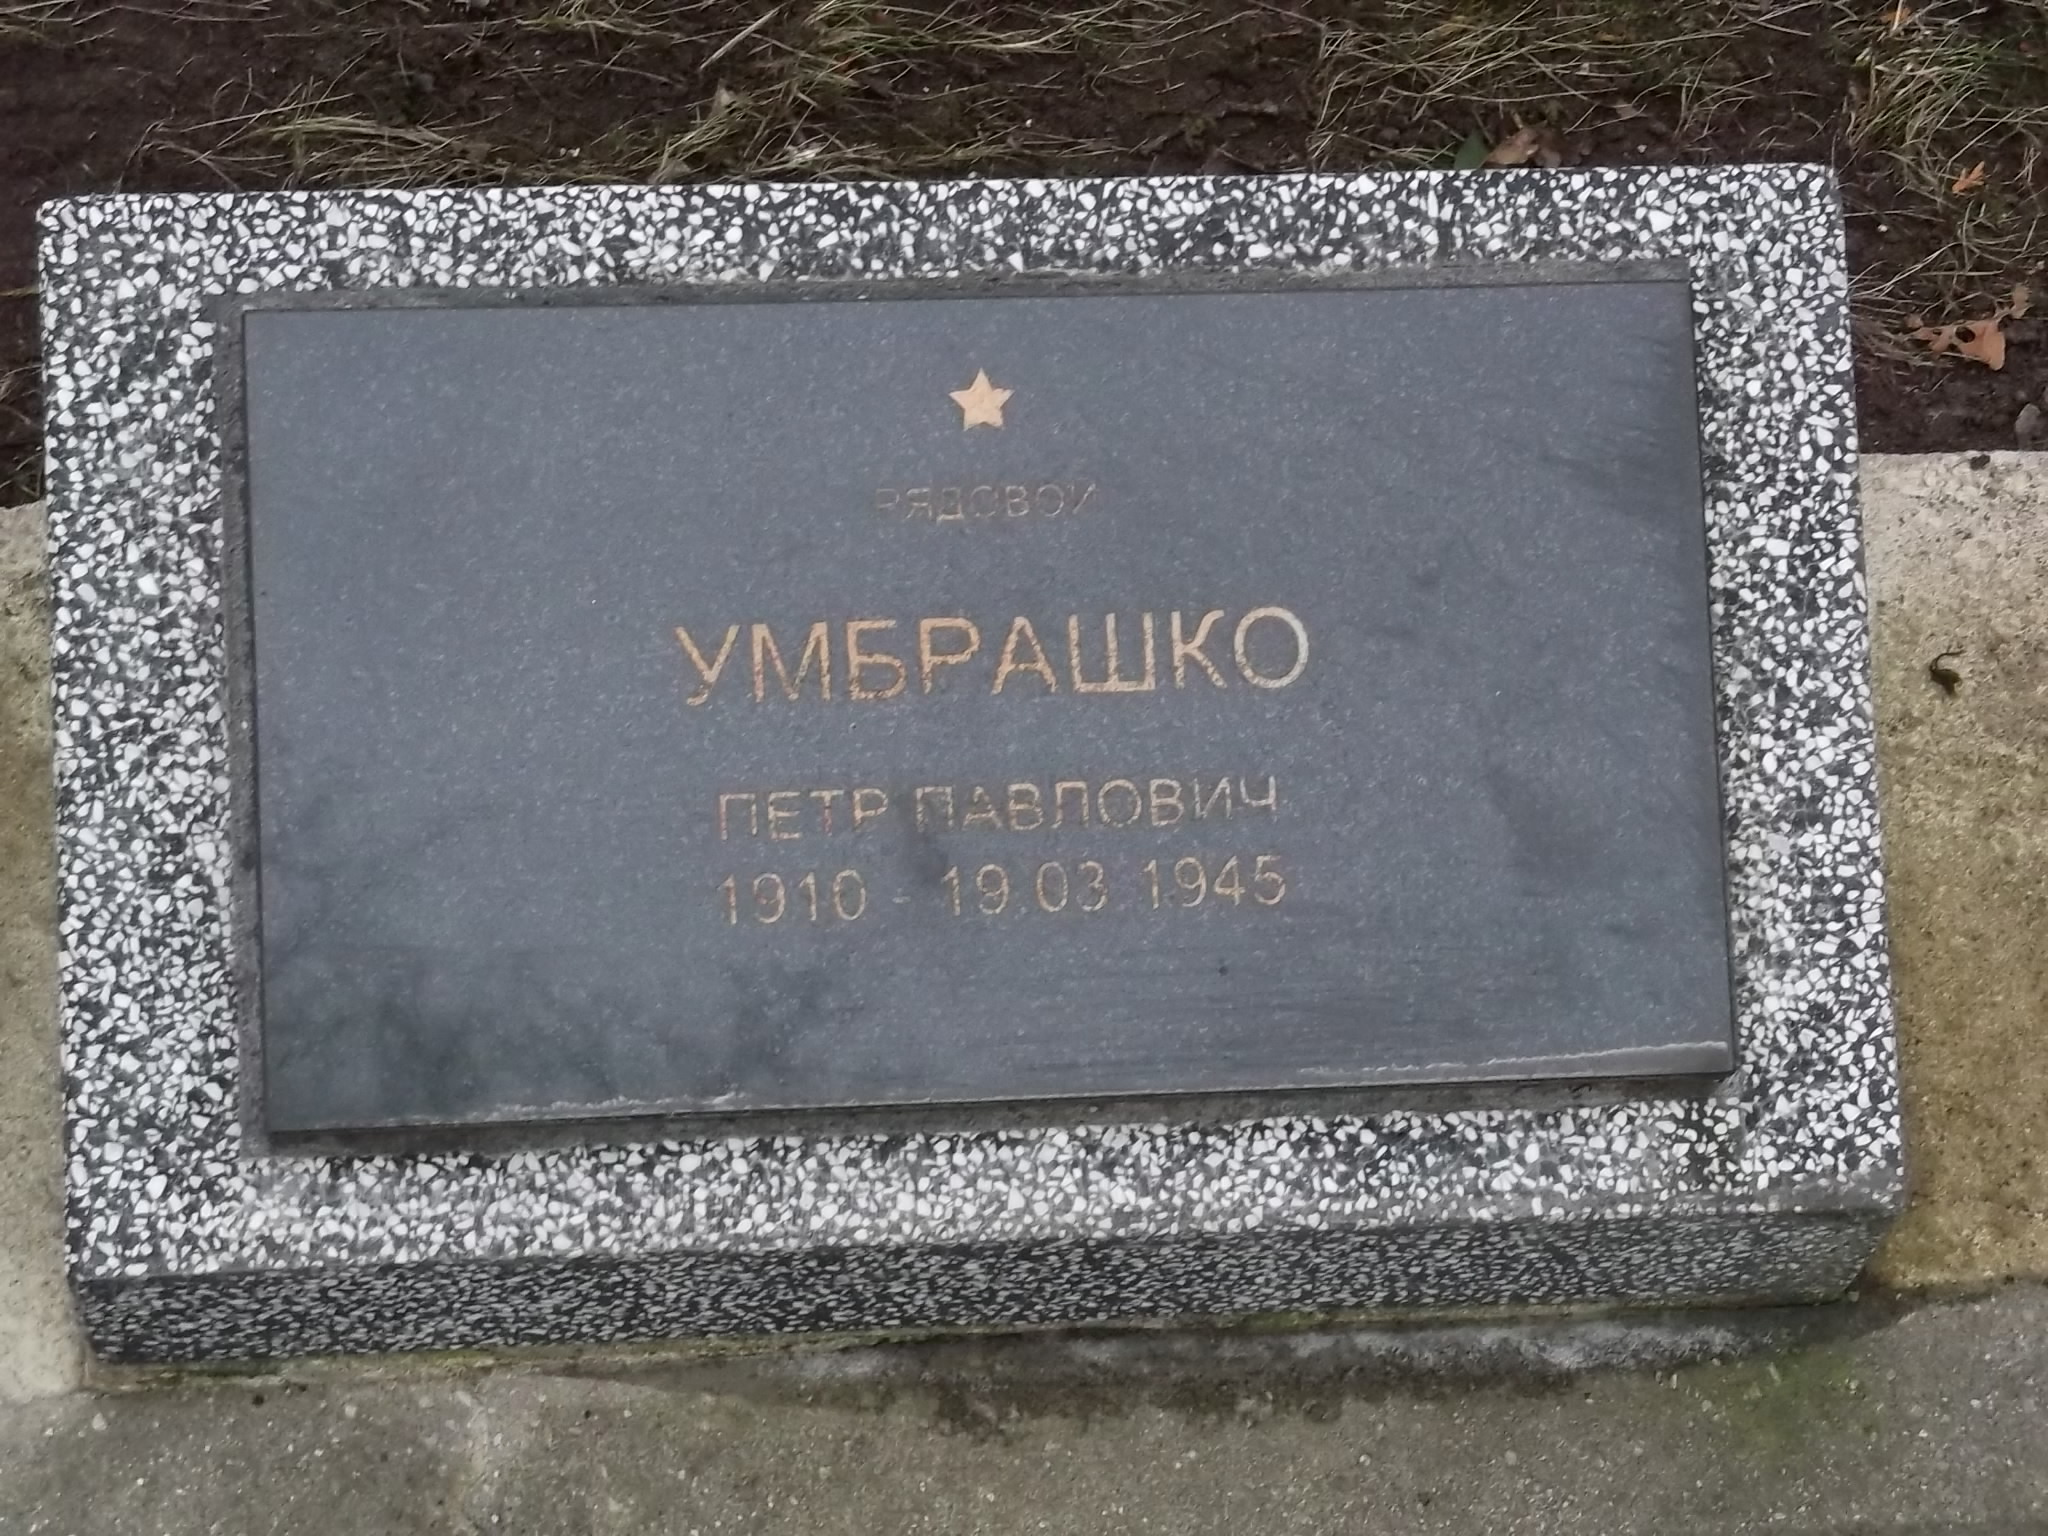 РЯДОВОЙ
УМБРАШКО
ПЕТР ПАВЛОВИЧ
1910 - 19.03.1945